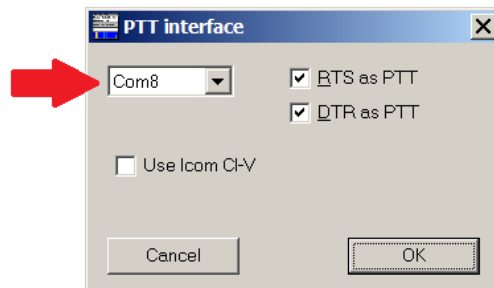 PTT interface
Com8
RTS as PTT
DTR as PTT
Use Icom CI-V
Cancel
OK